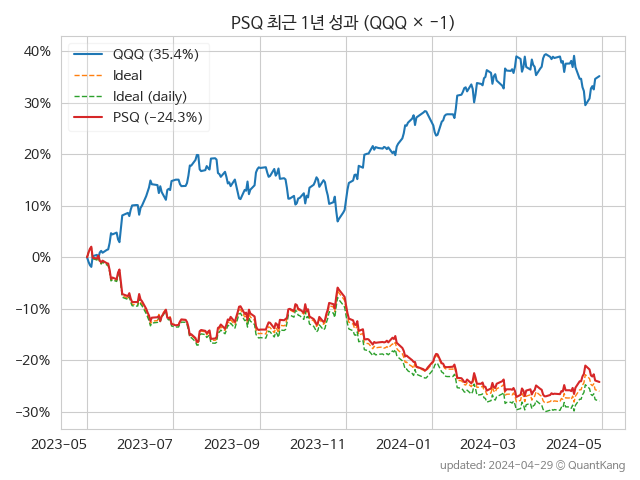 PSQ 최근 1년 성과 (QQQ × −1)
QQQ (35.4%)
Ideal
Ideal (daily)
PSQ (−24.3%)
40%
30%
20%
10%
0%
−10%
−20%
−30%
2023-05 2023-07 2023-09 2023-11 2024-01 2024-03 2024-05
updated: 2024-04-29 © QuantKang